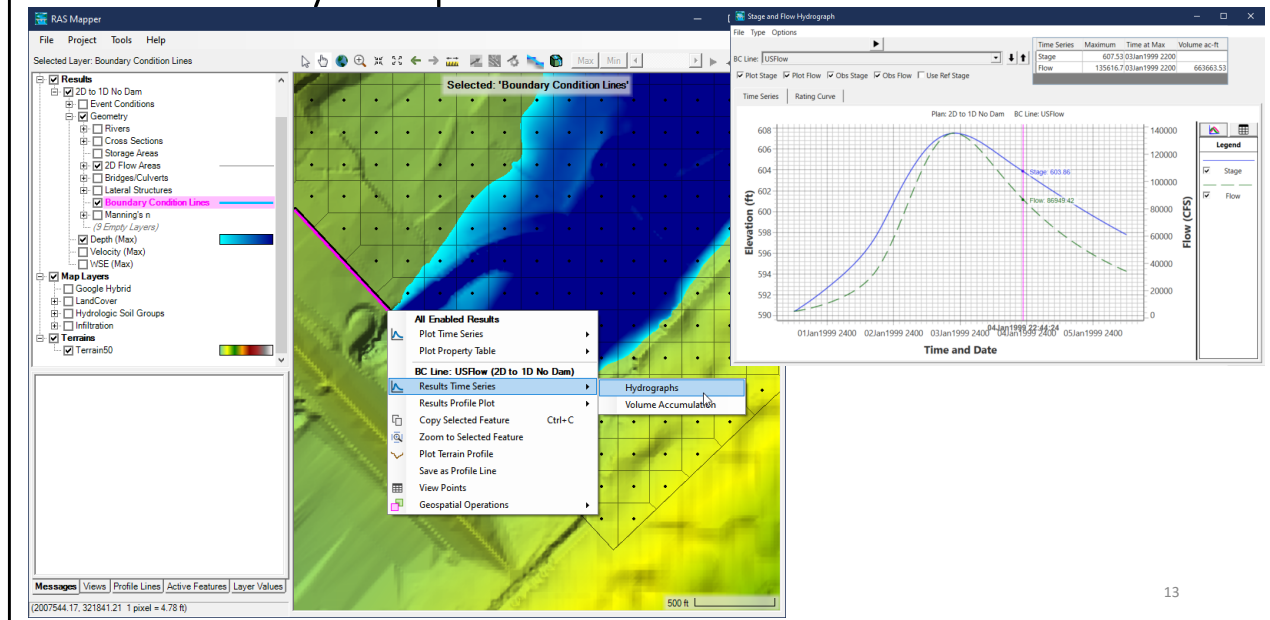 RAS Mapper
File Project Tools Help
Selected Layer: Boundary Condition Lines
Max Min
Results
2D to 1D No Dam
Event Conditions
Geometry
Rivers
Cross Sections
Storage Areas
2D Flow Areas
Bridges/Culverts
Lateral Structures
Boundary Condition Lines
Manning's n
(9 Empty Layers)
Depth (Max)
Velocity (Max)
WSE (Max)
Map Layers
Google Hybrid
LandCover
Hydrologic Soil Groups
Infiltration
Terrains
Terrain50
Messages Views Profile Lines Active Features Layer Values
(2007544.17, 321841.21 1 pixel = 4.78 ft)
Selected: 'Boundary Condition Lines'
All Enabled Results
Plot Time Series
Plot Property Table
BC Line: USFlow (2D to 1D No Dam)
Results Time Series
Results Profile Plot
Copy Selected Feature Ctrl+C
Zoom to Selected Feature
Plot Terrain Profile
Save as Profile Line
View Points
Geospatial Operations
Hydrographs
Volume Accumulation
500 ft
Stage and Flow Hydrograph
File Type Options
BC Line: USFlow
Time Series Maximum Time at Max Volume ac-ft
Stage 607.53 03Jan1999 2200
Flow 135616.7 03Jan1999 2200 663663.53
Plot Stage Plot Flow Obs Stage Obs Flow Use Ref Stage
Time Series Rating Curve
Plan: 2D to 1D No Dam BC Line: USFlow
608
606
604
602
600
598
596
594
592
590
Elevation (ft)
Stage: 603.86
Flow: 86949.42
140000
120000
100000
80000
60000
40000
20000
0
Flow (CFS)
01Jan1999 2400 02Jan1999 2400 03Jan1999 2400 04Jan1999 2400 05Jan1999 2400
04Jan1999 22:44:24
Time and Date
Legend
Stage
Flow
13